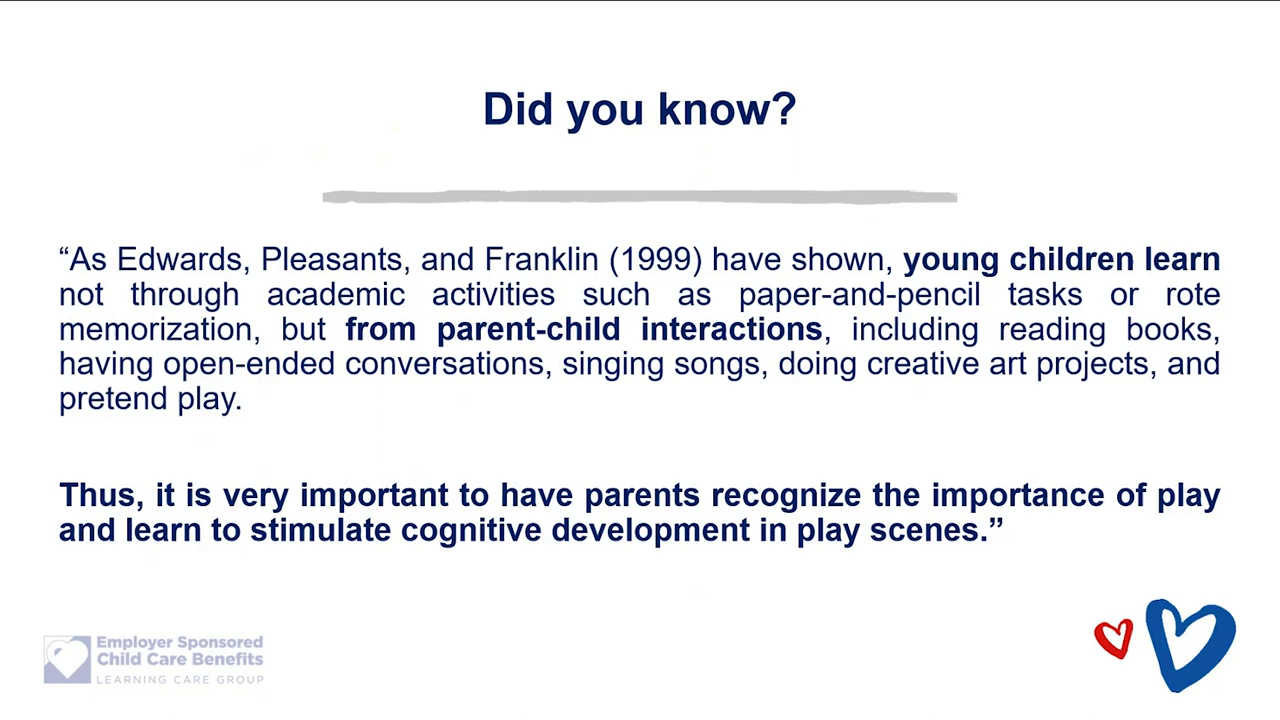 Did you know?
“As Edwards, Pleasants, and Franklin (1999) have shown, young children learn
not through academic activities such as paper-and-pencil tasks or rote
memorization, but from parent-child interactions, including reading books,
having open-ended conversations, singing songs, doing creative art projects, and
pretend play.
Thus, it is very important to have parents recognize the importance of play
and learn to stimulate cognitive development in play scenes.”
Employer Sponsored
Child Care Benefits
LEARNING CARE GROUP